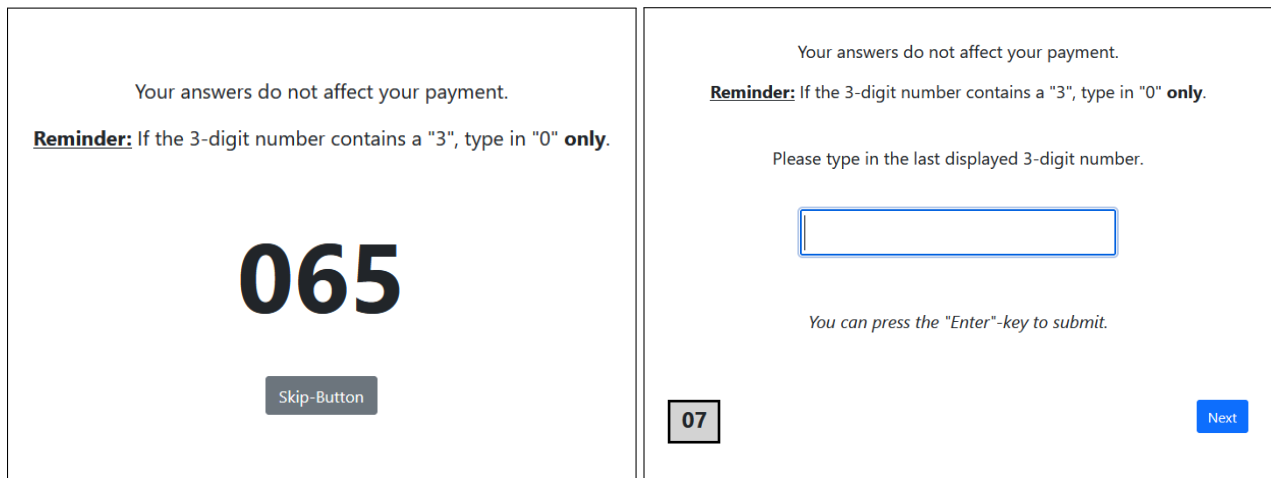 Your answers do not affect your payment.
Reminder: If the 3-digit number contains a "3", type in "0" only.
065
Skip-Button
Your answers do not affect your payment.
Reminder: If the 3-digit number contains a "3", type in "0" only.
Please type in the last displayed 3-digit number.
You can press the "Enter"-key to submit.
07
Next